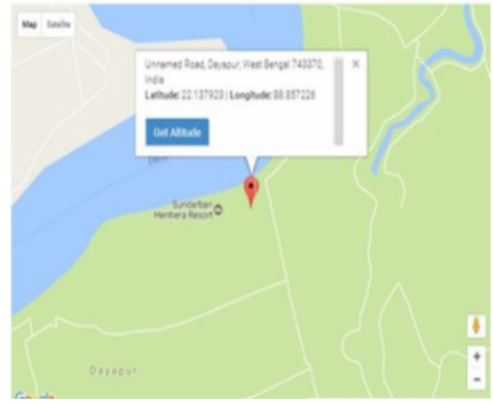 Map Satellite
Unnamed Road, Dayapur, West Bengal 743370,
India
Latitude: 22.137923 | Longitude: 88.857226
Get Altitude
Sundarban
Heritiera Resort
Dayapur
Google
+
−